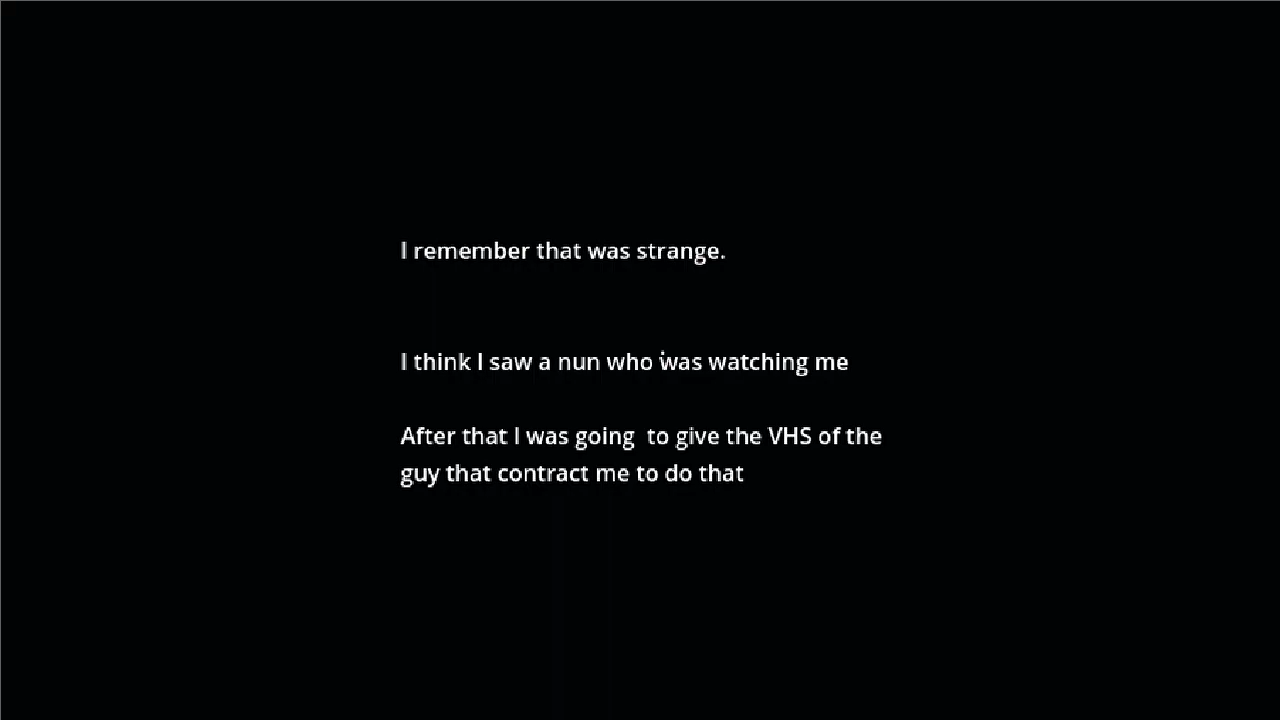 I remember that was strange.
I think I saw a nun who was watching me
After that I was going  to give the VHS of the
guy that contract me to do that